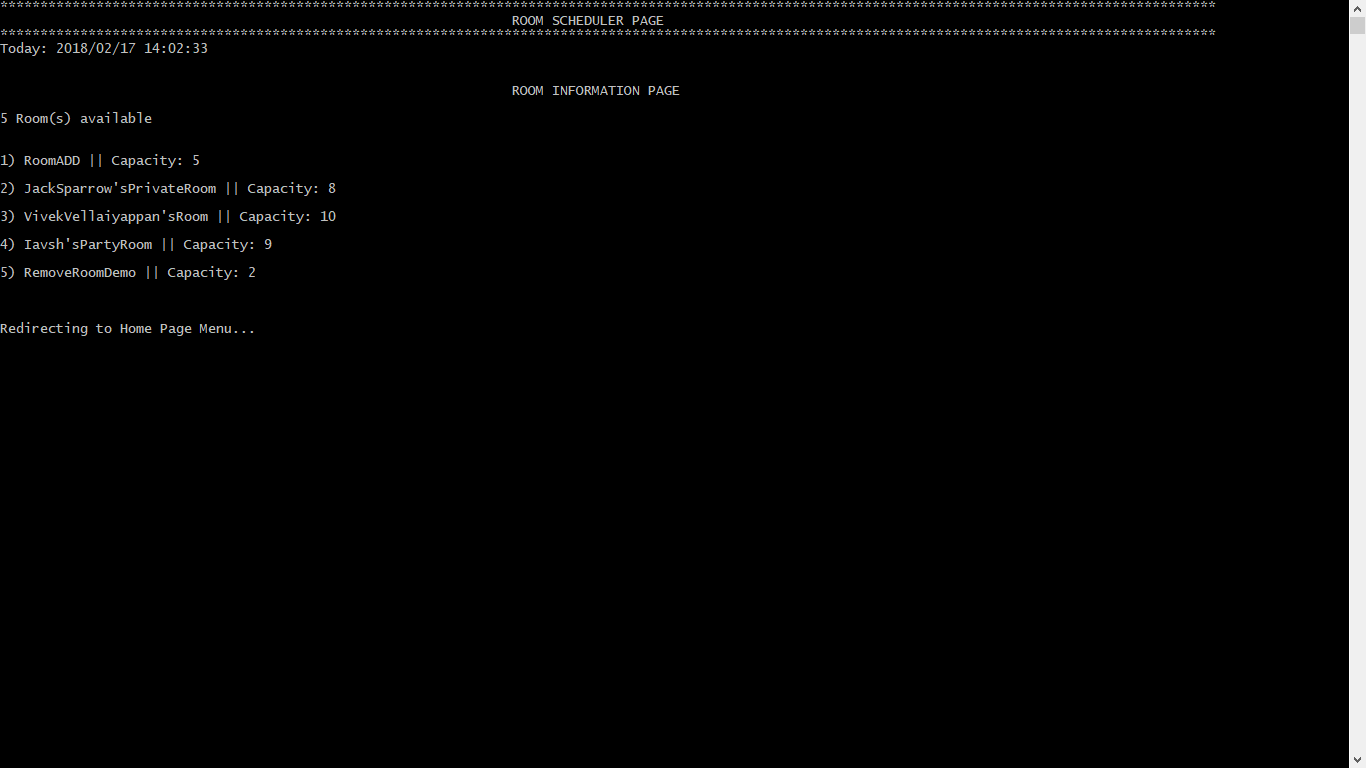 ********************************************************************************************************************************************************
ROOM SCHEDULER PAGE
********************************************************************************************************************************************************
Today: 2018/02/17 14:02:33
ROOM INFORMATION PAGE
5 Room(s) available
1) RoomADD || Capacity: 5
2) JackSparrow'sPrivateRoom || Capacity: 8
3) VivekVellaiyappan'sRoom || Capacity: 10
4) Iavsh'sPartyRoom || Capacity: 9
5) RemoveRoomDemo || Capacity: 2
Redirecting to Home Page Menu...